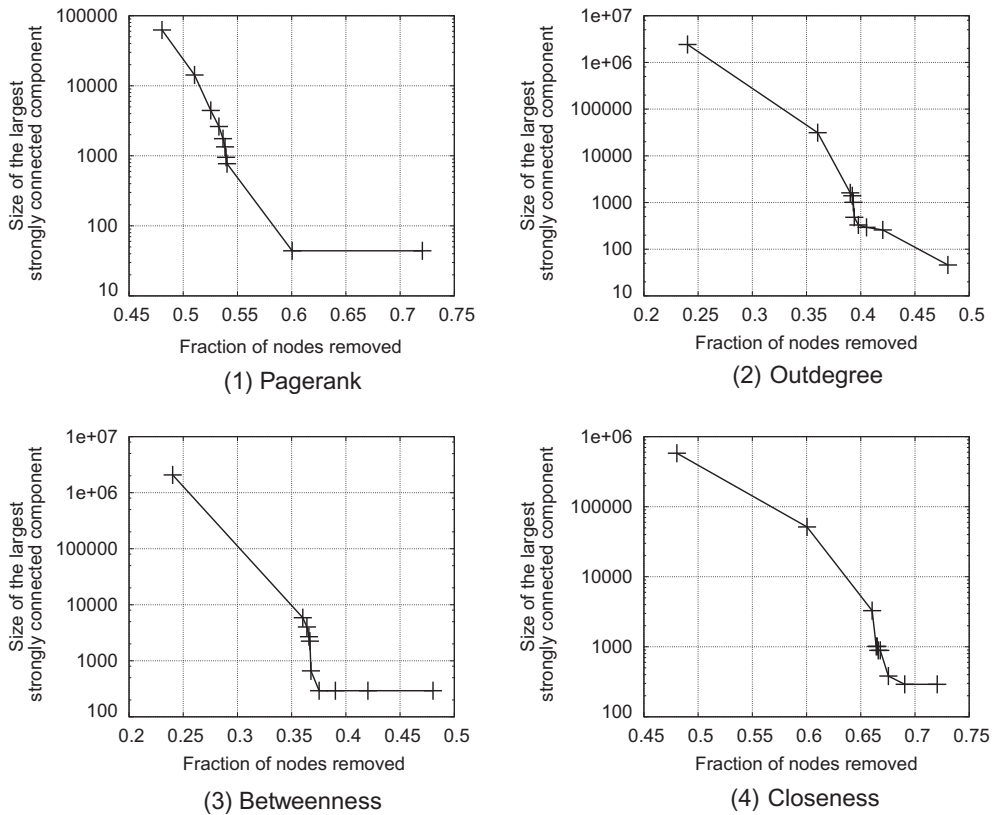 Size of the largest
strongly connected component
100000
10000
1000
100
10
0.45 0.5 0.55 0.6 0.65 0.7 0.75
Fraction of nodes removed
(1) Pagerank
Size of the largest
strongly connected component
1e+07
1e+06
100000
10000
1000
100
10
0.2 0.25 0.3 0.35 0.4 0.45 0.5
Fraction of nodes removed
(2) Outdegree
Size of the largest
strongly connected component
1e+07
1e+06
100000
10000
1000
100
0.2 0.25 0.3 0.35 0.4 0.45 0.5
Fraction of nodes removed
(3) Betweenness
Size of the largest
strongly connected component
1e+06
100000
10000
1000
100
0.45 0.5 0.55 0.6 0.65 0.7 0.75
Fraction of nodes removed
(4) Closeness